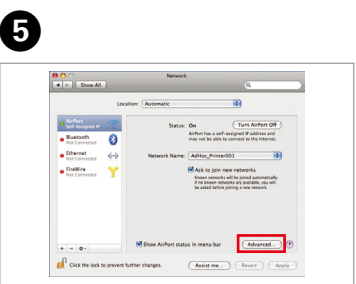 5
Network
Show All
Location: Automatic
AirPort
Self-Assigned IP
Bluetooth
Not Connected
Ethernet
Not Connected
FireWire
Not Connected
Status: On
Turn AirPort Off
AirPort has a self-assigned IP address and
may not be able to connect to the Internet.
Network Name: AdHoc_Printer001
Ask to join new networks
Known networks will be joined automatically.
If no known networks are available, you will
be asked before joining a new network.
Show AirPort status in menu bar
Advanced...
?
Click the lock to prevent further changes.
Assist me...
Revert
Apply